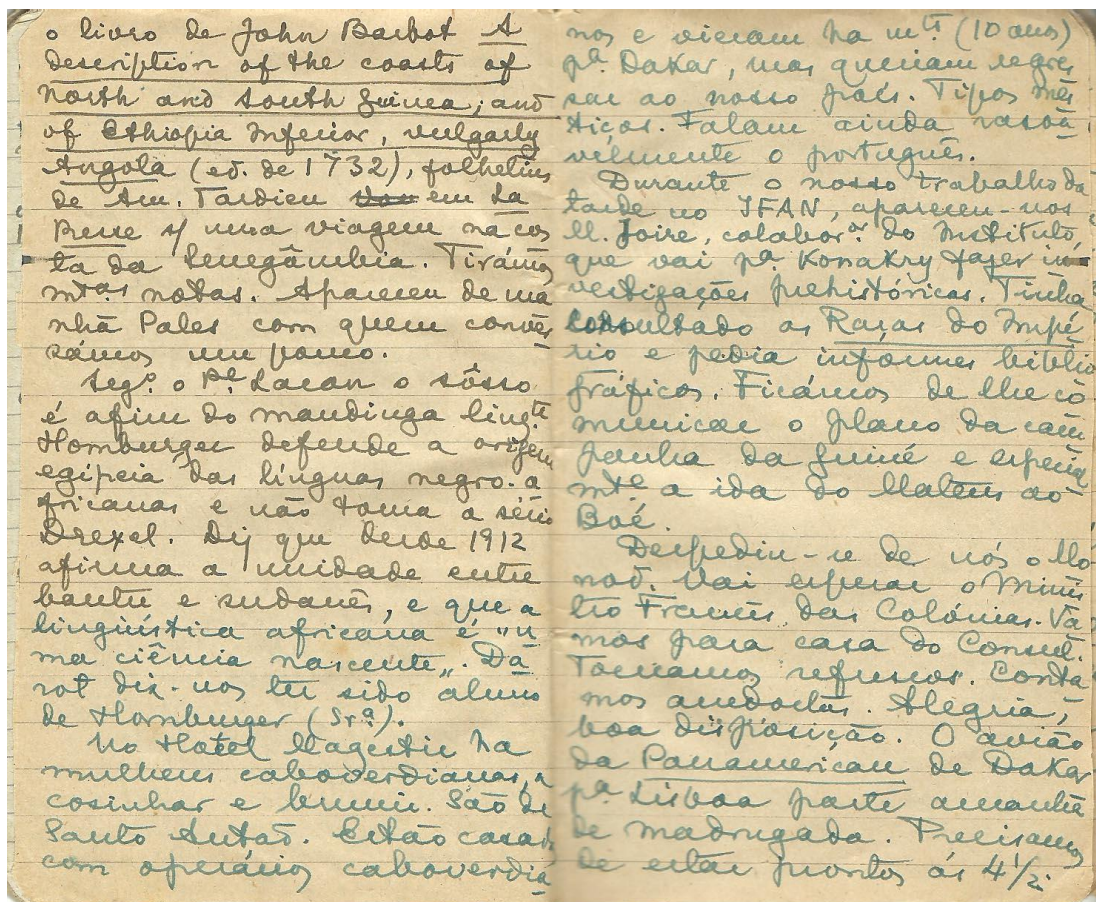 o livro de John Barbot A
description of the coasts of
North and South Guinea; and
of Ethiopia Inferior, vulgarly
Angola (ed. de 1732), folhetins
de Am. Tardieu em La
Presse s/ uma viagem na cos
ta da Senegâmbia. Tirámos
mtas notas. Apareceu de ma
nhã Pales com quem conver
sámos um pouco.
Segº. o Pe. Lacan o sôsso
é afim do mandinga lingte.
Homburger defende a origem
egípcia das línguas negro-a
fricanas e não toma a sério
Drexel. Diz que desde 1912
afirma a unidade entre
bantu e sudanês, e que a
lingüística africana é "u
ma ciência nascente". Da
rot diz-nos ter sido aluno
de Homburger (Srª).
No Hotel Magestic ha
mulheres caboverdianas, a
cosinhar e brunir. São de
Santo Antão. Estão casadas
com operários caboverdia
nos e vieram ha mtº. (10 anos)
pª. Dakar, mas queriam regres
sar ao nosso país. Tipos mes
tiços. Falam ainda rasoà
velmente o português.
Durante o nosso trabalho da
tarde no IFAN, apareceu-nos
M. Joire, colaborºr. do Instituto,
que vai pª. Konakry fazer in
vestigações prehistóricas. Tinha
consultado as Raças do Impé
rio e pedia informes biblio
gráficos. Ficámos de lhe co
municar o plano da cam
panha da Guiné e especial
mte. a ida do Mateus ao
Boé.
Despediu-se de nós o Mo
nod. Vai esperar o Minis
tro Francês das Colónias. Va
mos para casa do Consul.
Tomamos refrescos. Conta
mos anedotas. Alegria,
boa disposição. O avião
da Panamerican de Dakar
pª Lisboa parte amanhã
de madrugada. Precisamos
de estar prontos ás 4 1/2.